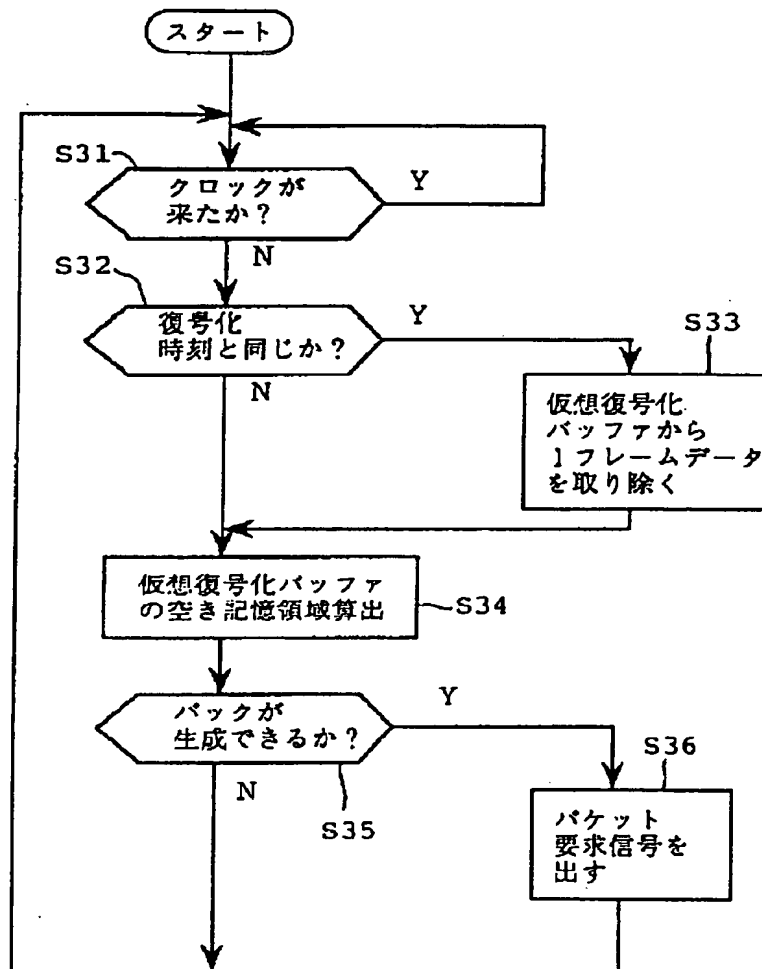 スタート
S31
クロックが
来たか？
Y
N
S32
復号化
時刻と同じか？
Y
N
S33
仮想復号化
バッファから
1フレームデータ
を取り除く
仮想復号化バッファ
の空き記憶領域算出
S34
パックが
生成できるか？
Y
N
S35
S36
パケット
要求信号を
出す